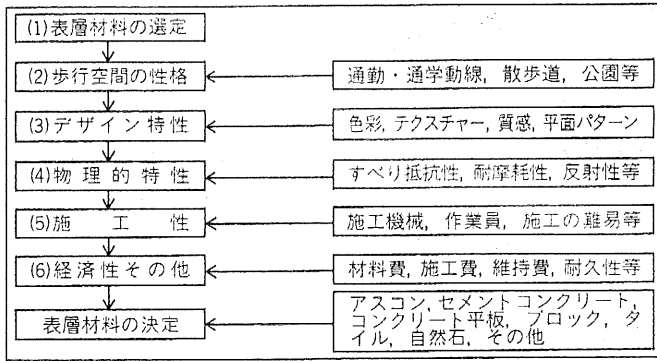 (1)表層材料の選定
(2)歩行空間の性格
通勤・通学動線, 散歩道, 公園等
(3)デザイン特性
色彩, テクスチャー, 質感, 平面パターン
(4)物理的特性
すべり抵抗性, 耐摩耗性, 反射性等
(5)施工性
施工機械, 作業員, 施工の難易等
(6)経済性その他
材料費, 施工費, 維持費, 耐久性等
表層材料の決定
アスコン, セメントコンクリート,
コンクリート平板, ブロック, タ
イル, 自然石, その他